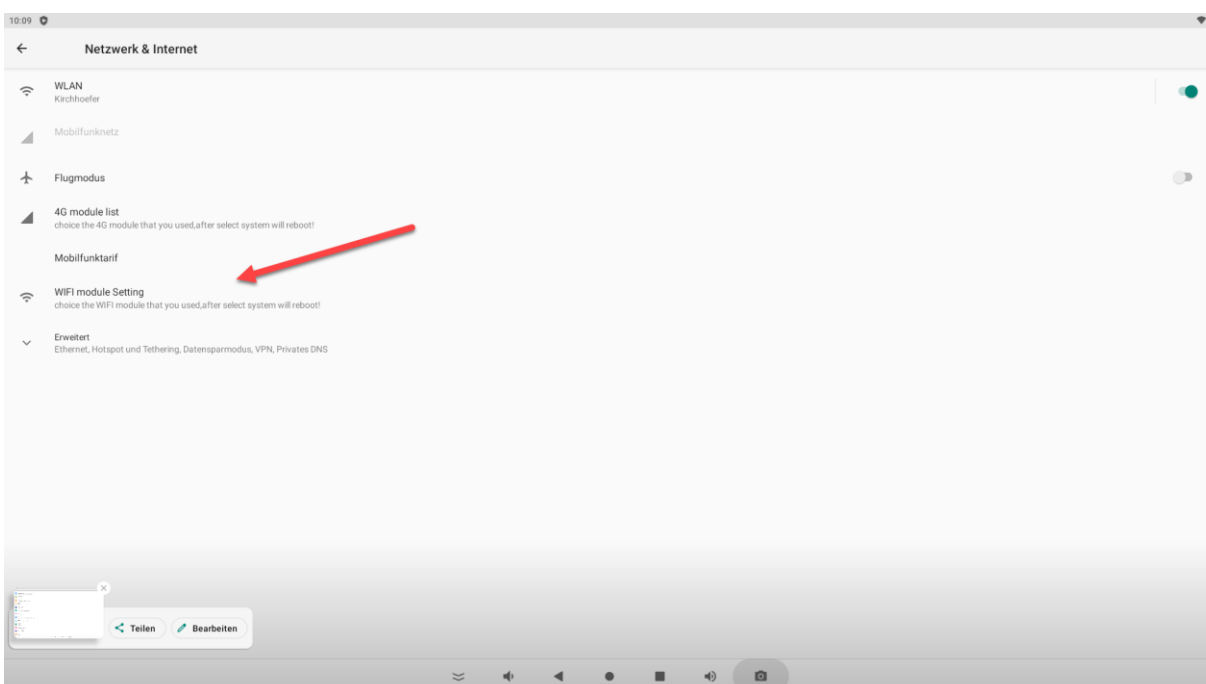 10:09
Netzwerk & Internet
WLAN
Kirchhoefer
Mobilfunknetz
Flugmodus
4G module list
choice the 4G module that you used,after select system will reboot!
Mobilfunktarif
WIFI module Setting
choice the WIFI module that you used,after select system will reboot!
Erweitert
Ethernet, Hotspot und Tethering, Datensparmodus, VPN, Privates DNS
Teilen
Bearbeiten